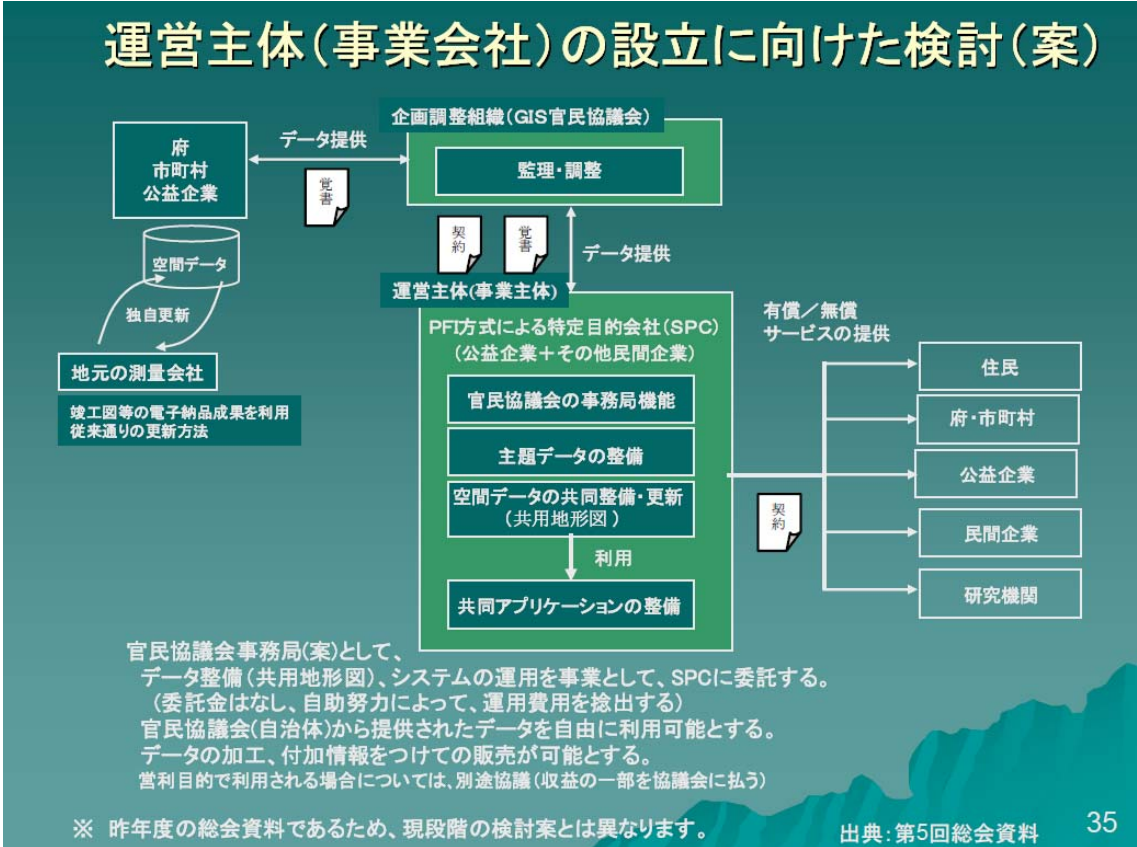 運営主体（事業会社）の設立に向けた検討（案）
企画調整組織（GIS官民協議会）
監理・調整
府
市町村
公益企業
データ提供
覚書
空間データ
独自更新
地元の測量会社
竣工図等の電子納品成果を利用
従来通りの更新方法
契約
覚書
データ提供
運営主体(事業主体)
PFI方式による特定目的会社（SPC）
（公益企業＋その他民間企業）
官民協議会の事務局機能
主題データの整備
空間データの共同整備・更新
（共用地形図）
利用
共同アプリケーションの整備
有償／無償
サービスの提供
契約
住民
府・市町村
公益企業
民間企業
研究機関
官民協議会事務局(案)として、
データ整備（共用地形図）、システムの運用を事業として、SPCに委託する。
（委託金はなし、自助努力によって、運用費用を捻出する）
官民協議会(自治体)から提供されたデータを自由に利用可能とする。
データの加工、付加情報をつけての販売が可能とする。
営利目的で利用される場合については、別途協議（収益の一部を協議会に払う）
※ 昨年度の総会資料であるため、現段階の検討案とは異なります。
出典：第5回総会資料
35